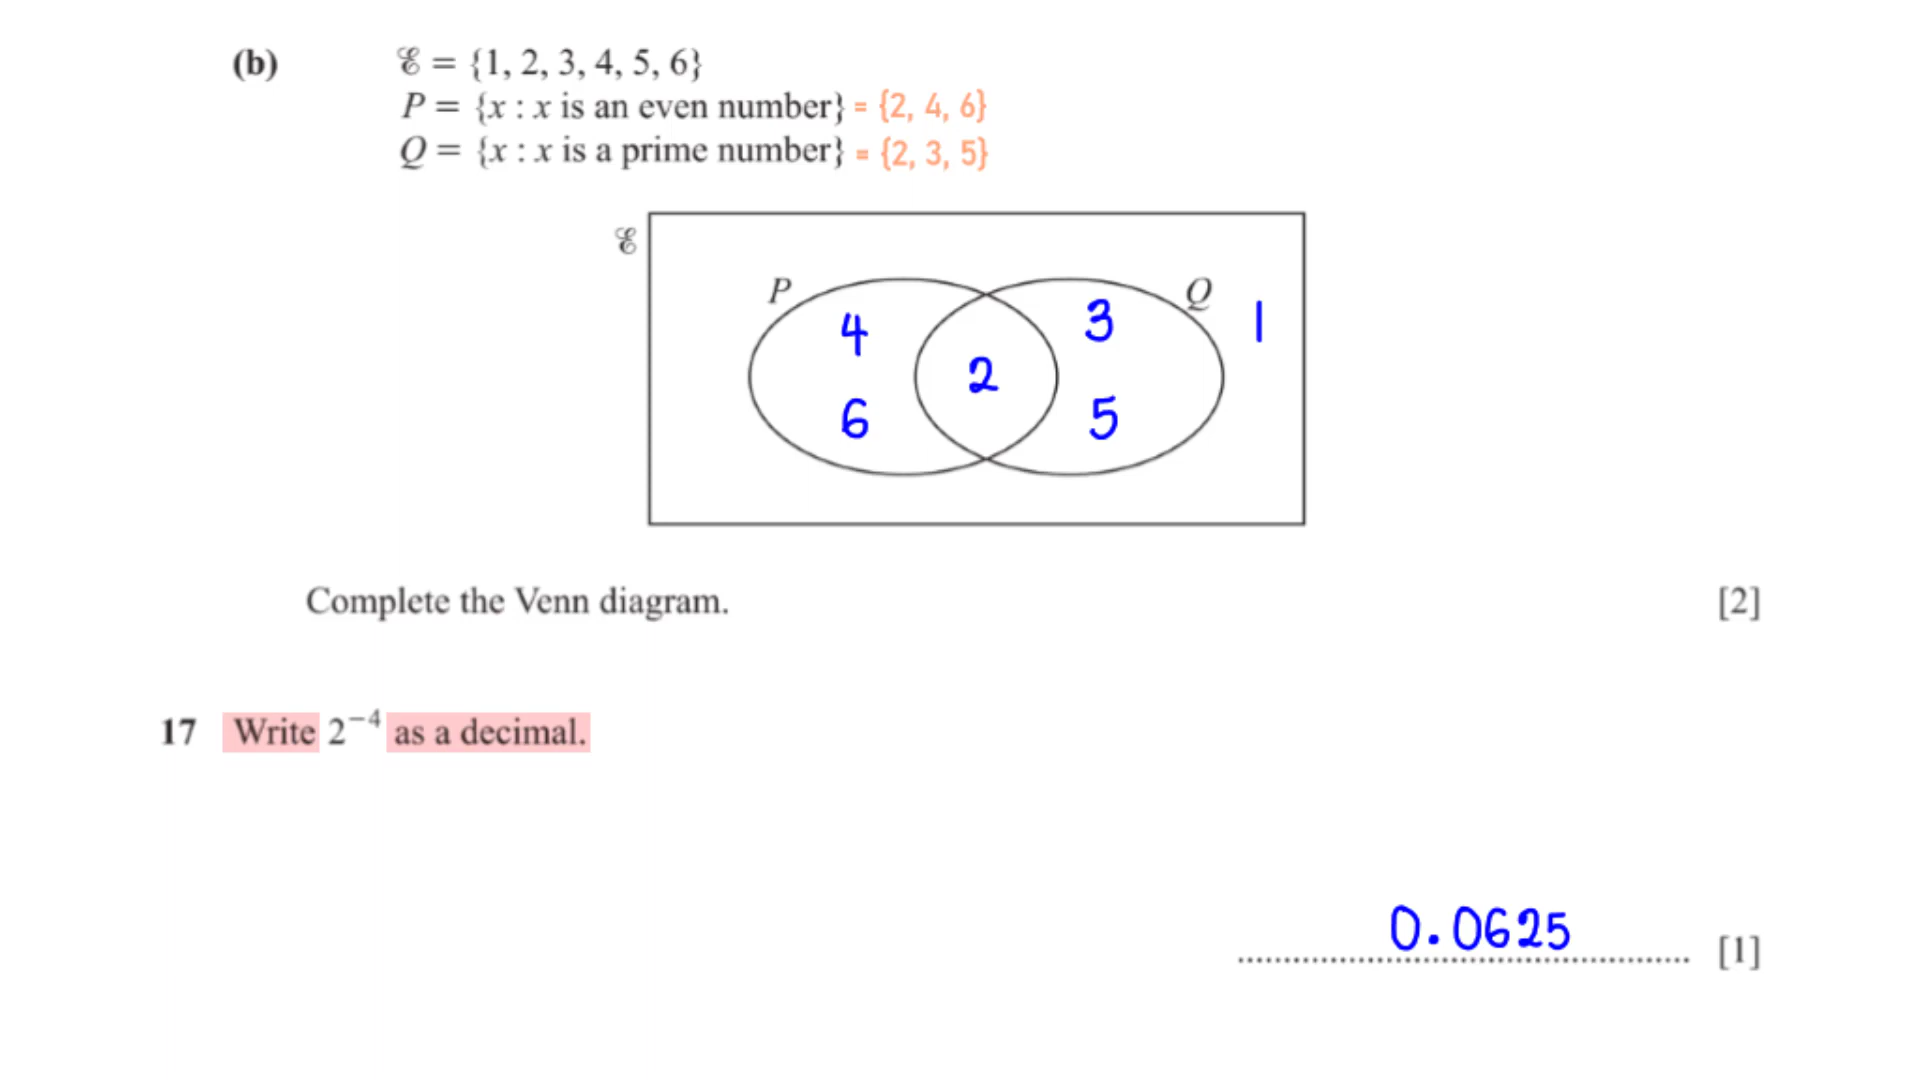 (b) ℰ = {1, 2, 3, 4, 5, 6}
P = {x : x is an even number} = {2, 4, 6}
Q = {x : x is a prime number} = {2, 3, 5}
ℰ
P Q
4 3 1
2
6 5
Complete the Venn diagram. [2]
17 Write 2⁻⁴ as a decimal.
0.0625
.................................................. [1]